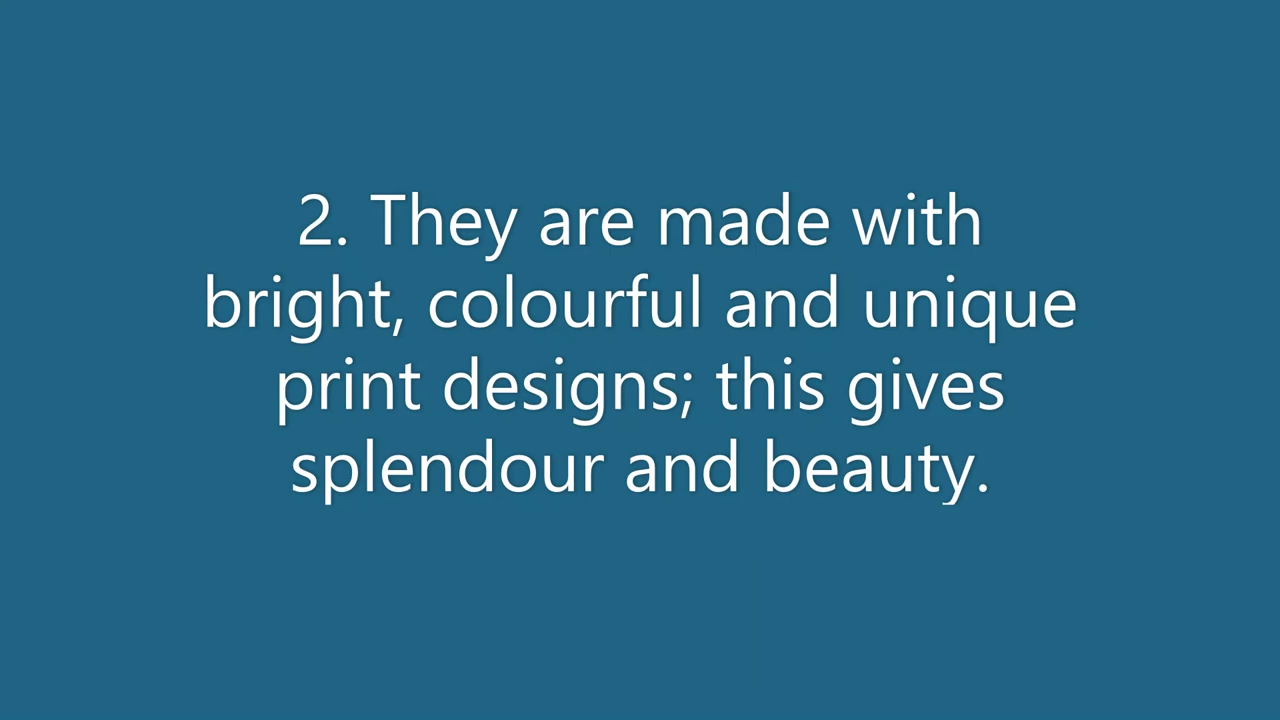 2. They are made with
bright, colourful and unique
print designs; this gives
splendour and beauty.